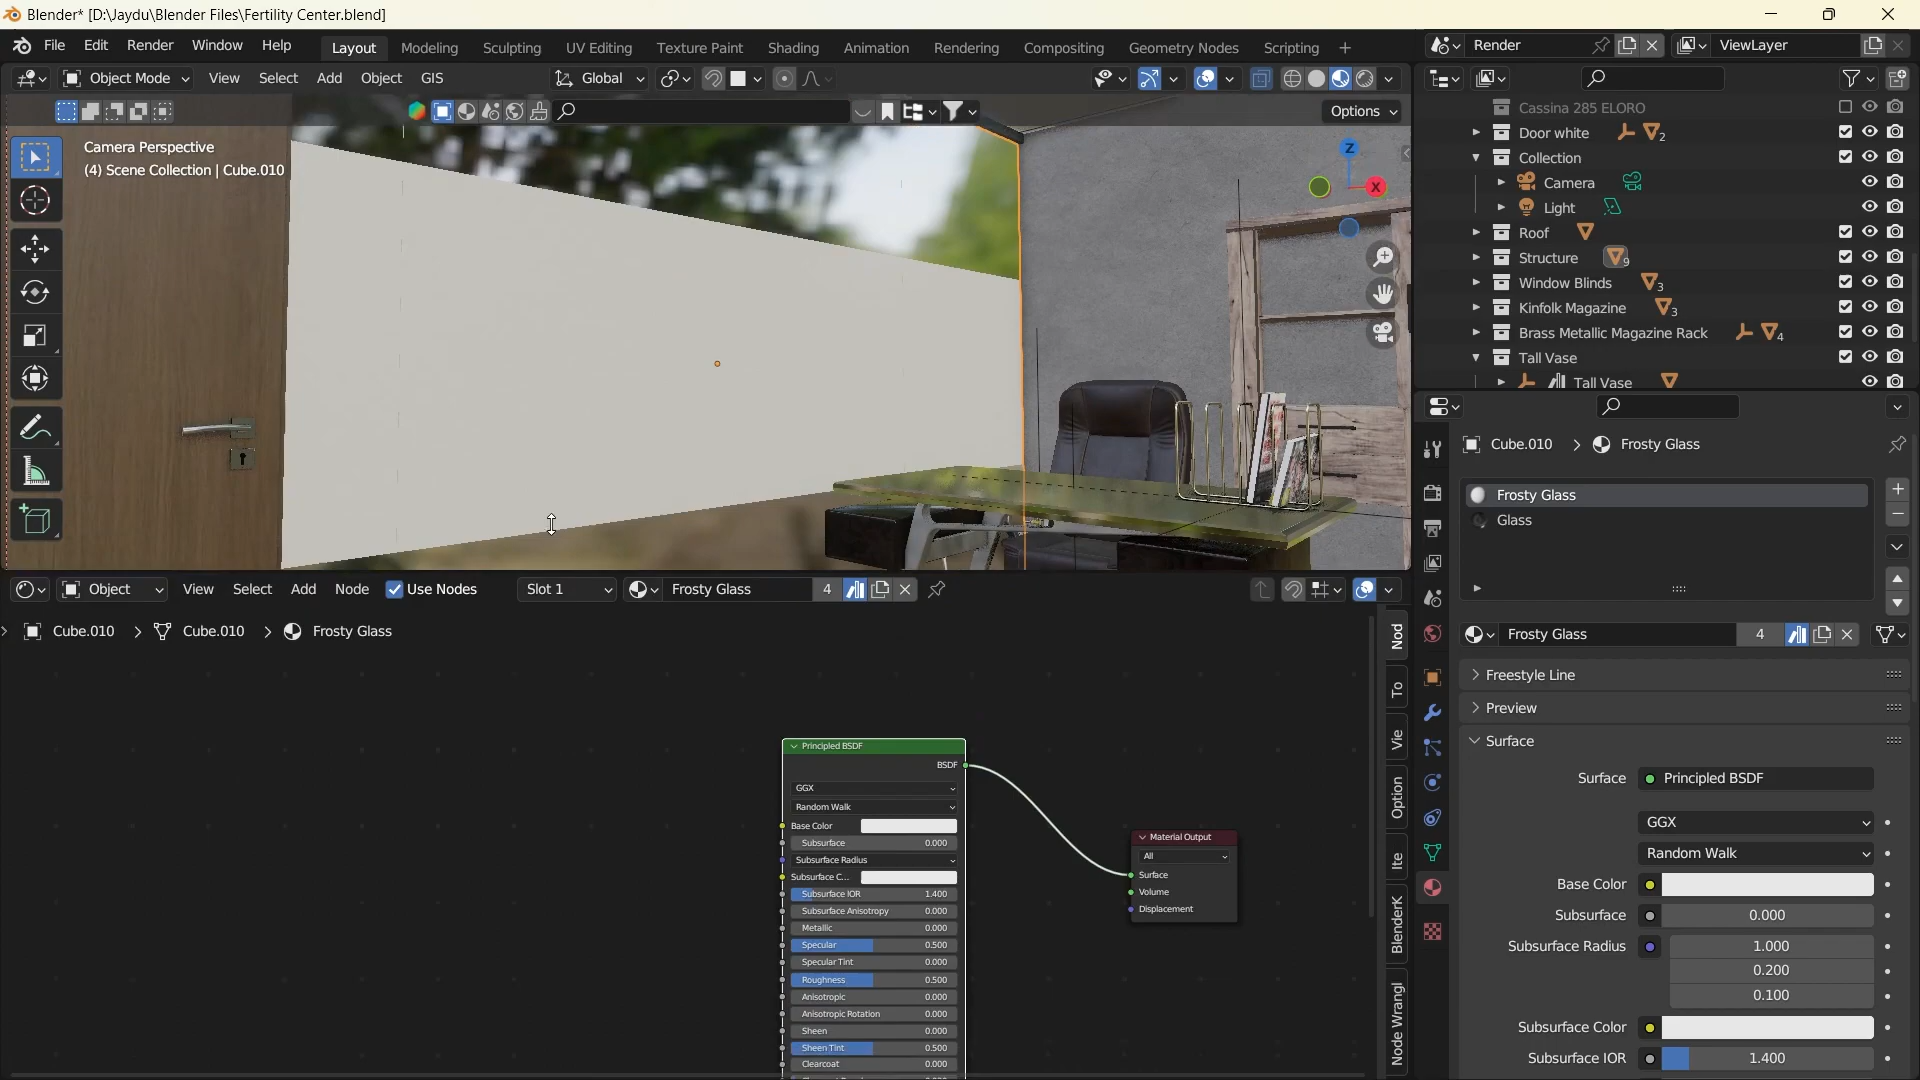 Blender* [D:\Jaydu\Blender Files\Fertility Center.blend]
File Edit Render Window Help Layout Modeling Sculpting UV Editing Texture Paint Shading Animation Rendering Compositing Geometry Nodes Scripting + Render ViewLayer
Object Mode View Select Add Object GIS Global
Options
Camera Perspective
(4) Scene Collection | Cube.010
Z
X
Cassina 285 ELORO
Door white 2
Collection
Camera
Light
Roof
Structure 9
Window Blinds 3
Kinfolk Magazine 3
Brass Metallic Magazine Rack 4
Tall Vase
Tall Vase
Cube.010 > Frosty Glass
Frosty Glass
Glass
Frosty Glass 4
Freestyle Line
Preview
Surface
Surface Principled BSDF
GGX
Random Walk
Base Color
Subsurface 0.000
Subsurface Radius 1.000
0.200
0.100
Subsurface Color
Subsurface IOR 1.400
Object View Select Add Node Use Nodes Slot 1 Frosty Glass 4
Cube.010 > Cube.010 > Frosty Glass
Principled BSDF
BSDF
GGX
Random Walk
Base Color
Subsurface 0.000
Subsurface Radius
Subsurface C...
Subsurface IOR 1.400
Subsurface Anisotropy 0.000
Metallic 0.000
Specular 0.500
Specular Tint 0.000
Roughness 0.500
Anisotropic 0.000
Anisotropic Rotation 0.000
Sheen 0.000
Sheen Tint 0.500
Clearcoat 0.000
Material Output
All
Surface
Volume
Displacement
Nod
To
Vie
Option
Ite
BlenderK
Node Wrangl